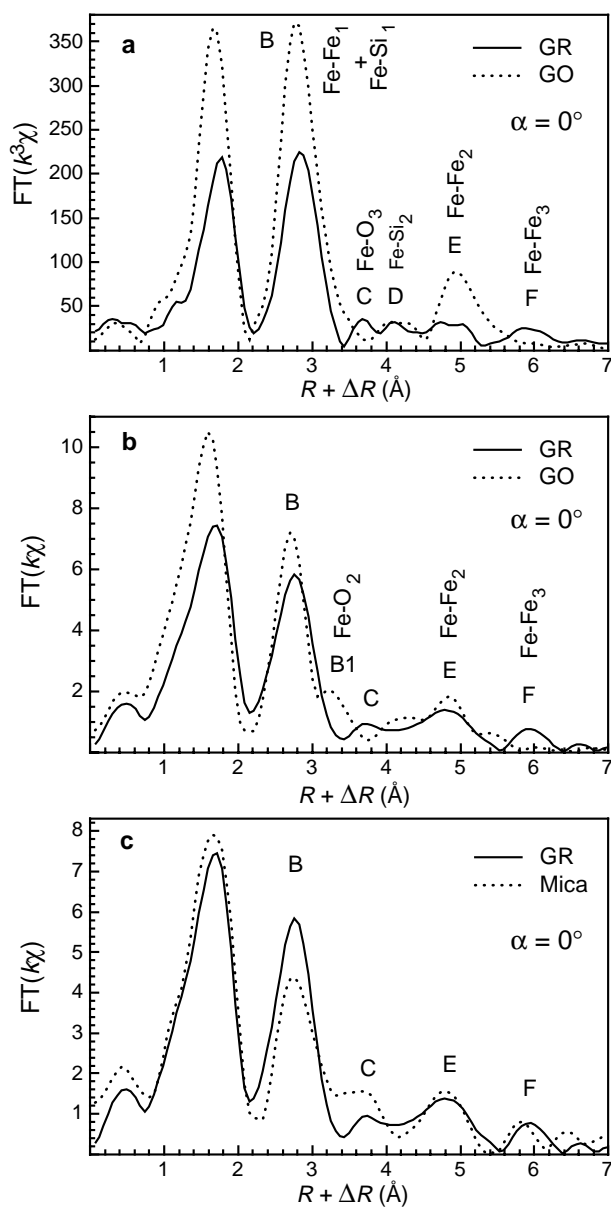 a
B
Fe-Fe₁
+
Fe-Si₁
GR
GO
α = 0°
Fe-O₃
Fe-Si₂
Fe-Fe₂
Fe-Fe₃
C
D
E
F
350
300
250
200
150
100
50
FT(k³χ)
1 2 3 4 5 6 7
R + ΔR (Å)
b
GR
GO
α = 0°
B
Fe-O₂
B1
C
Fe-Fe₂
E
Fe-Fe₃
F
10
8
6
4
2
FT(kχ)
1 2 3 4 5 6 7
R + ΔR (Å)
c
GR
Mica
α = 0°
B
C
E
F
8
7
6
5
4
3
2
1
FT(kχ)
1 2 3 4 5 6 7
R + ΔR (Å)